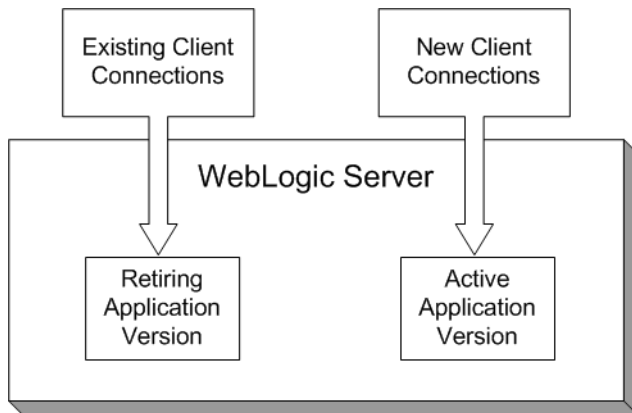 Existing Client
Connections
New Client
Connections
WebLogic Server
Retiring
Application
Version
Active
Application
Version